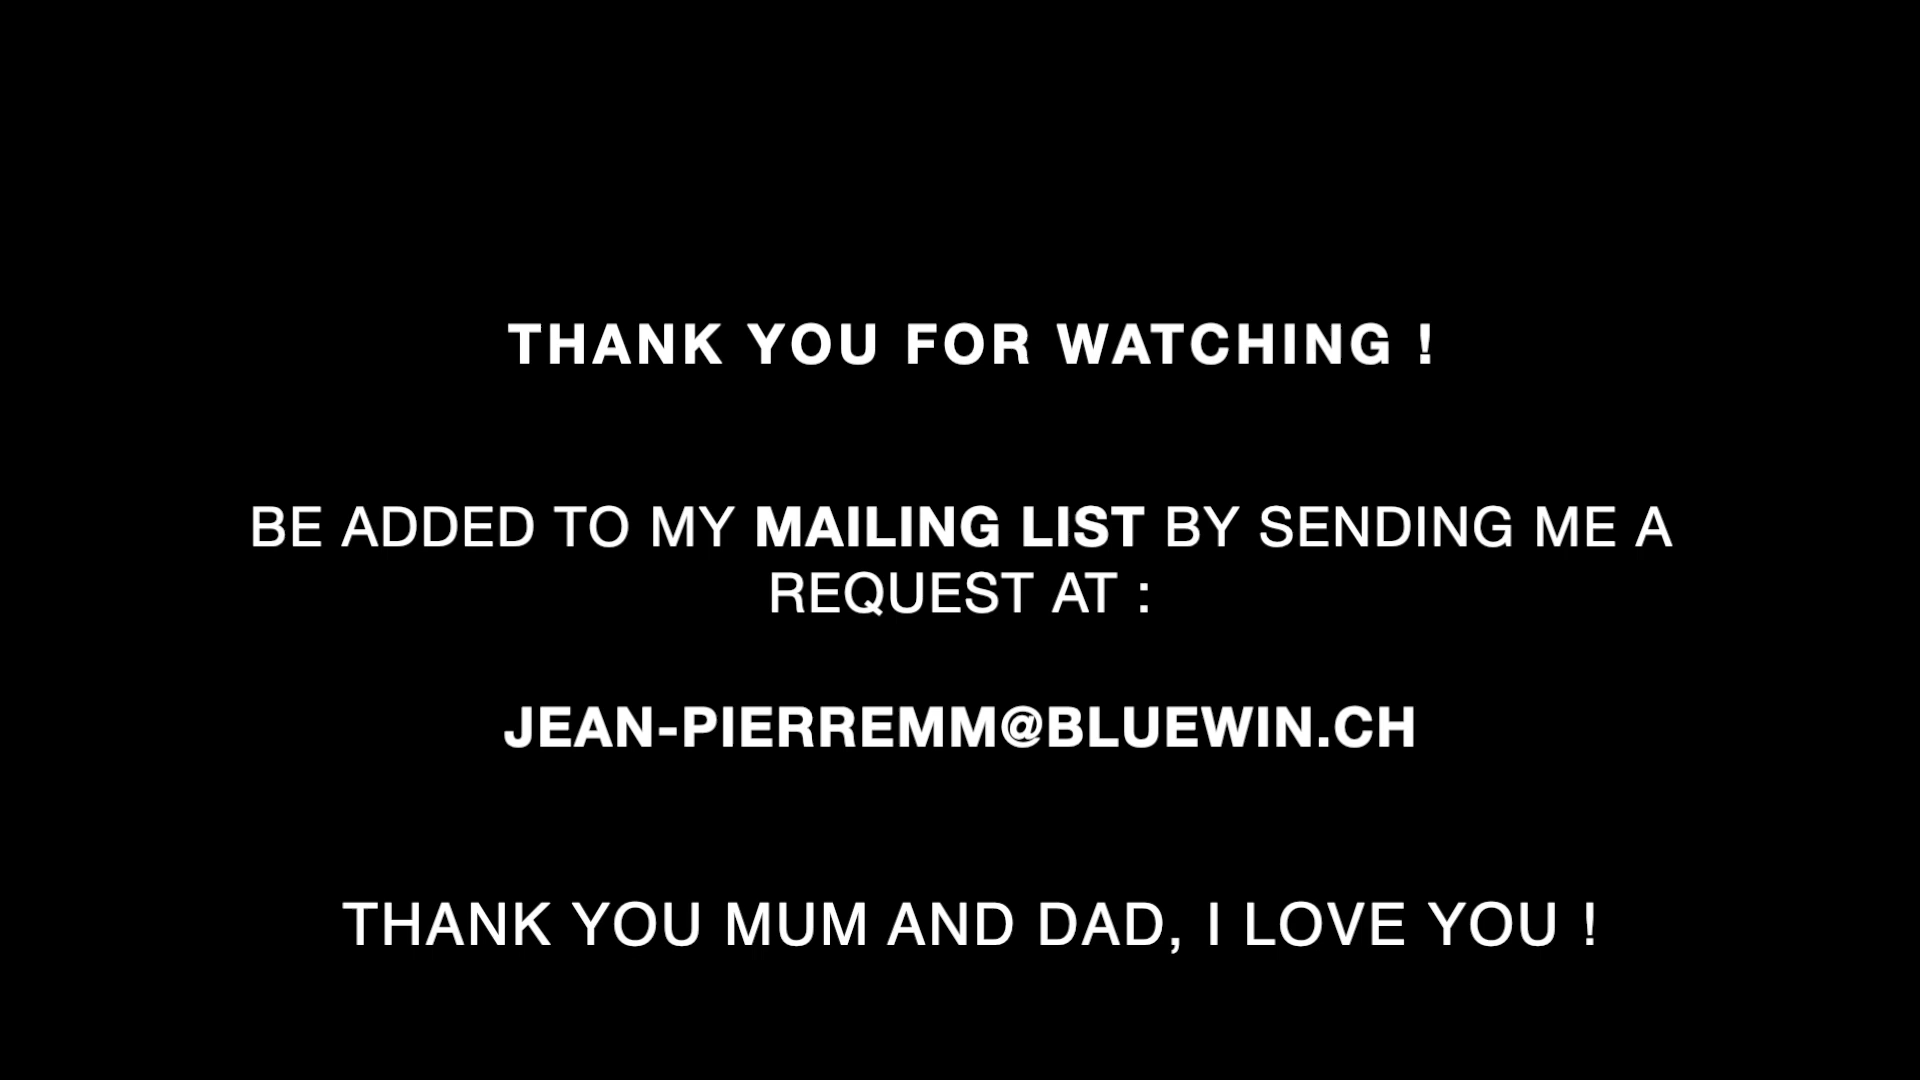 THANK YOU FOR WATCHING !
BE ADDED TO MY MAILING LIST BY SENDING ME A
REQUEST AT :
JEAN-PIERREMM@BLUEWIN.CH
THANK YOU MUM AND DAD, I LOVE YOU !